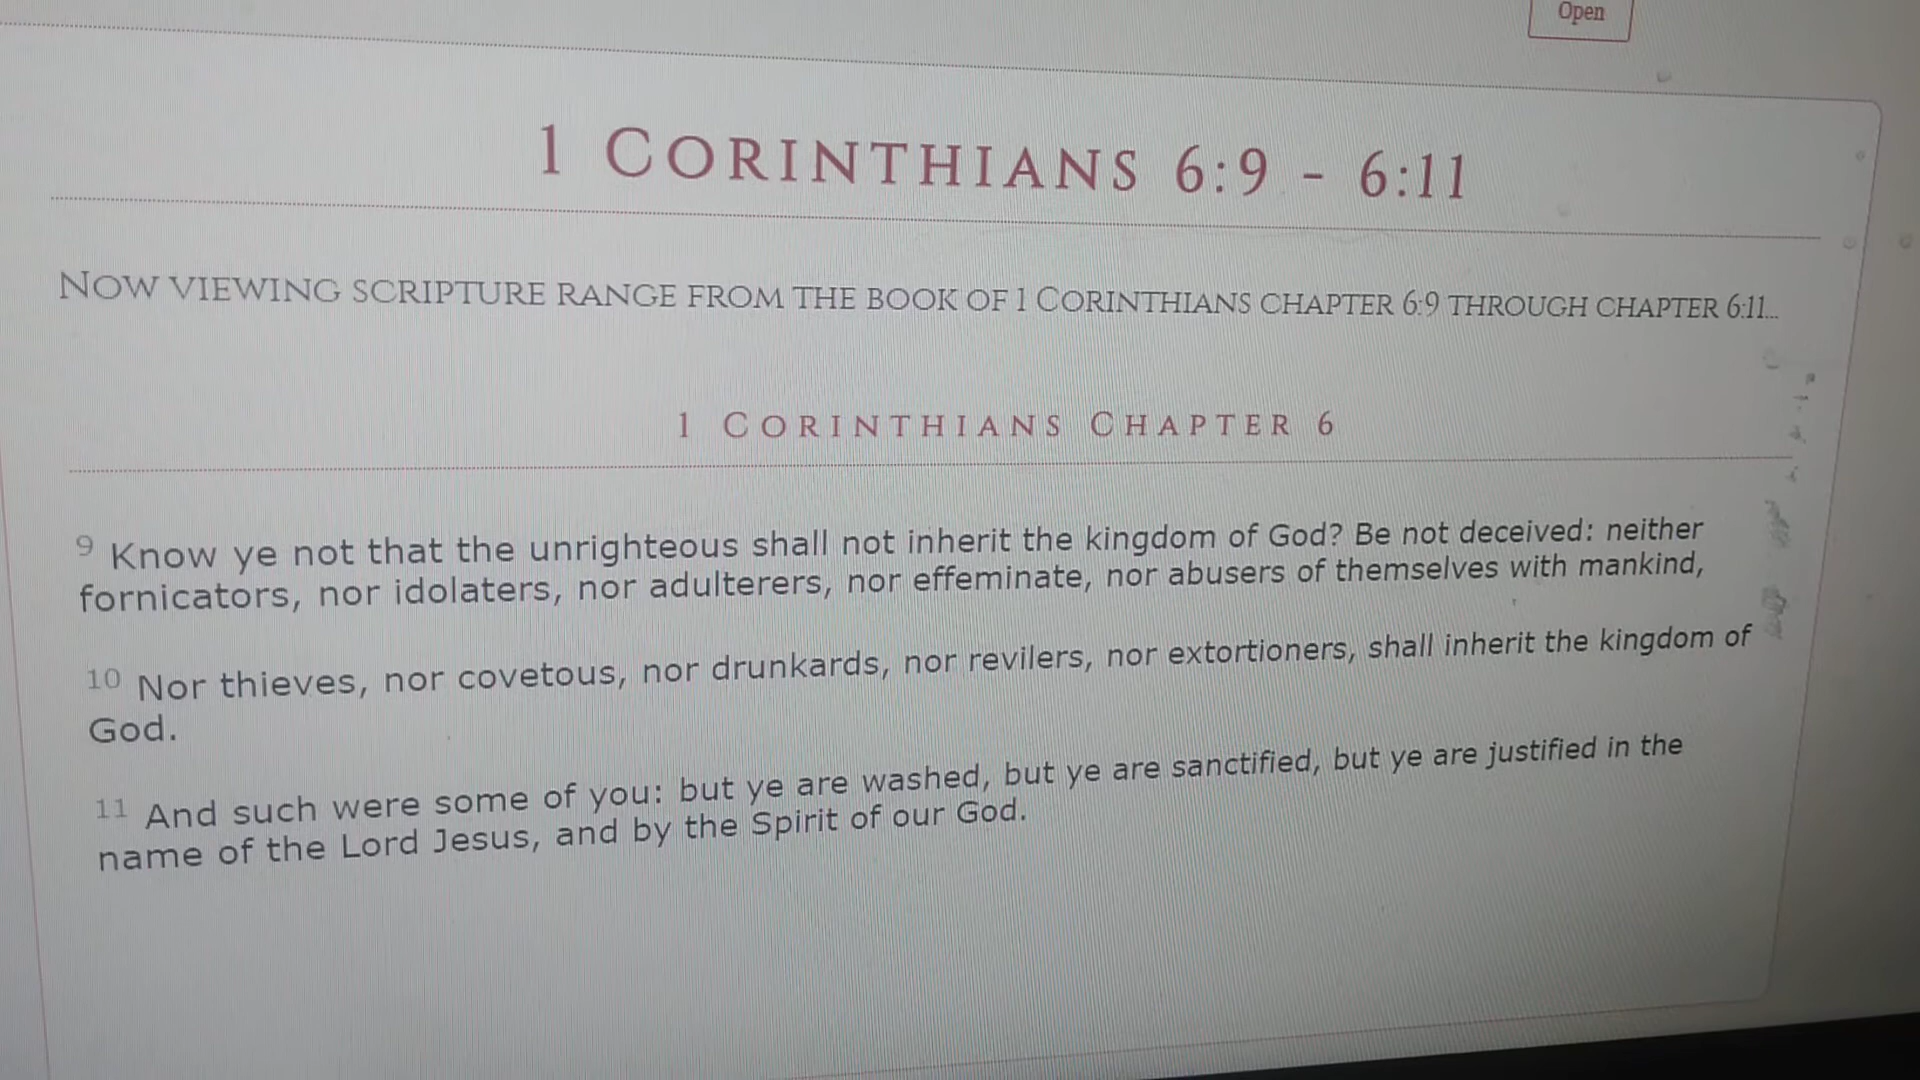 Open
1 Corinthians 6:9 - 6:11
Now viewing scripture range from the book of 1 Corinthians chapter 6:9 through chapter 6:11...
1 Corinthians Chapter 6
9 Know ye not that the unrighteous shall not inherit the kingdom of God? Be not deceived: neither
fornicators, nor idolaters, nor adulterers, nor effeminate, nor abusers of themselves with mankind,
10 Nor thieves, nor covetous, nor drunkards, nor revilers, nor extortioners, shall inherit the kingdom of
God.
11 And such were some of you: but ye are washed, but ye are sanctified, but ye are justified in the
name of the Lord Jesus, and by the Spirit of our God.